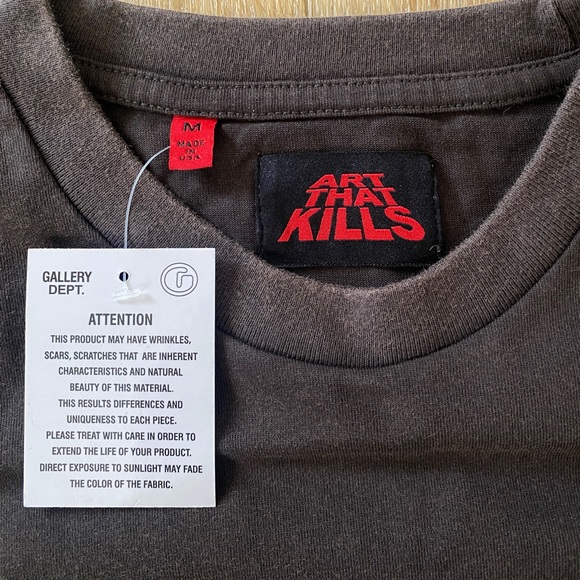 M
MADE
IN
USA
ART
THAT
KILLS
GALLERY
DEPT.
G
ATTENTION
THIS PRODUCT MAY HAVE WRINKLES,
SCARS, SCRATCHES THAT ARE INHERENT
CHARACTERISTICS AND NATURAL
BEAUTY OF THIS MATERIAL.
THIS RESULTS DIFFERENCES AND
UNIQUENESS TO EACH PIECE.
PLEASE TREAT WITH CARE IN ORDER TO
EXTEND THE LIFE OF YOUR PRODUCT.
DIRECT EXPOSURE TO SUNLIGHT MAY FADE
THE COLOR OF THE FABRIC.